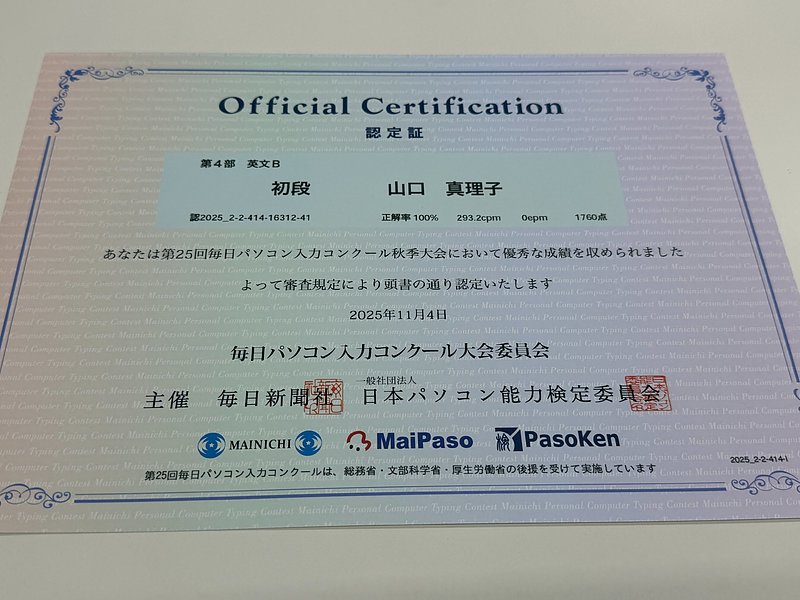 Official Certification
認定証
第4部 英文B
初段 山口 真理子
認2025_2-2-414-16312-41 正解率 100% 293.2cpm 0epm 1760点
あなたは第25回毎日パソコン入力コンクール秋季大会において優秀な成績を収められました
よって審査規定により頭書の通り認定いたします
2025年11月4日
毎日パソコン入力コンクール大会委員会
一般社団法人
主催 毎日新聞社 日本パソコン能力検定委員会
MAINICHI MaiPaso 検 PasoKen
2025_2-2-414-I
第25回毎日パソコン入力コンクールは、総務省・文部科学省・厚生労働省の後援を受けて実施しています
Mainichi Personal Computer Typing Contest